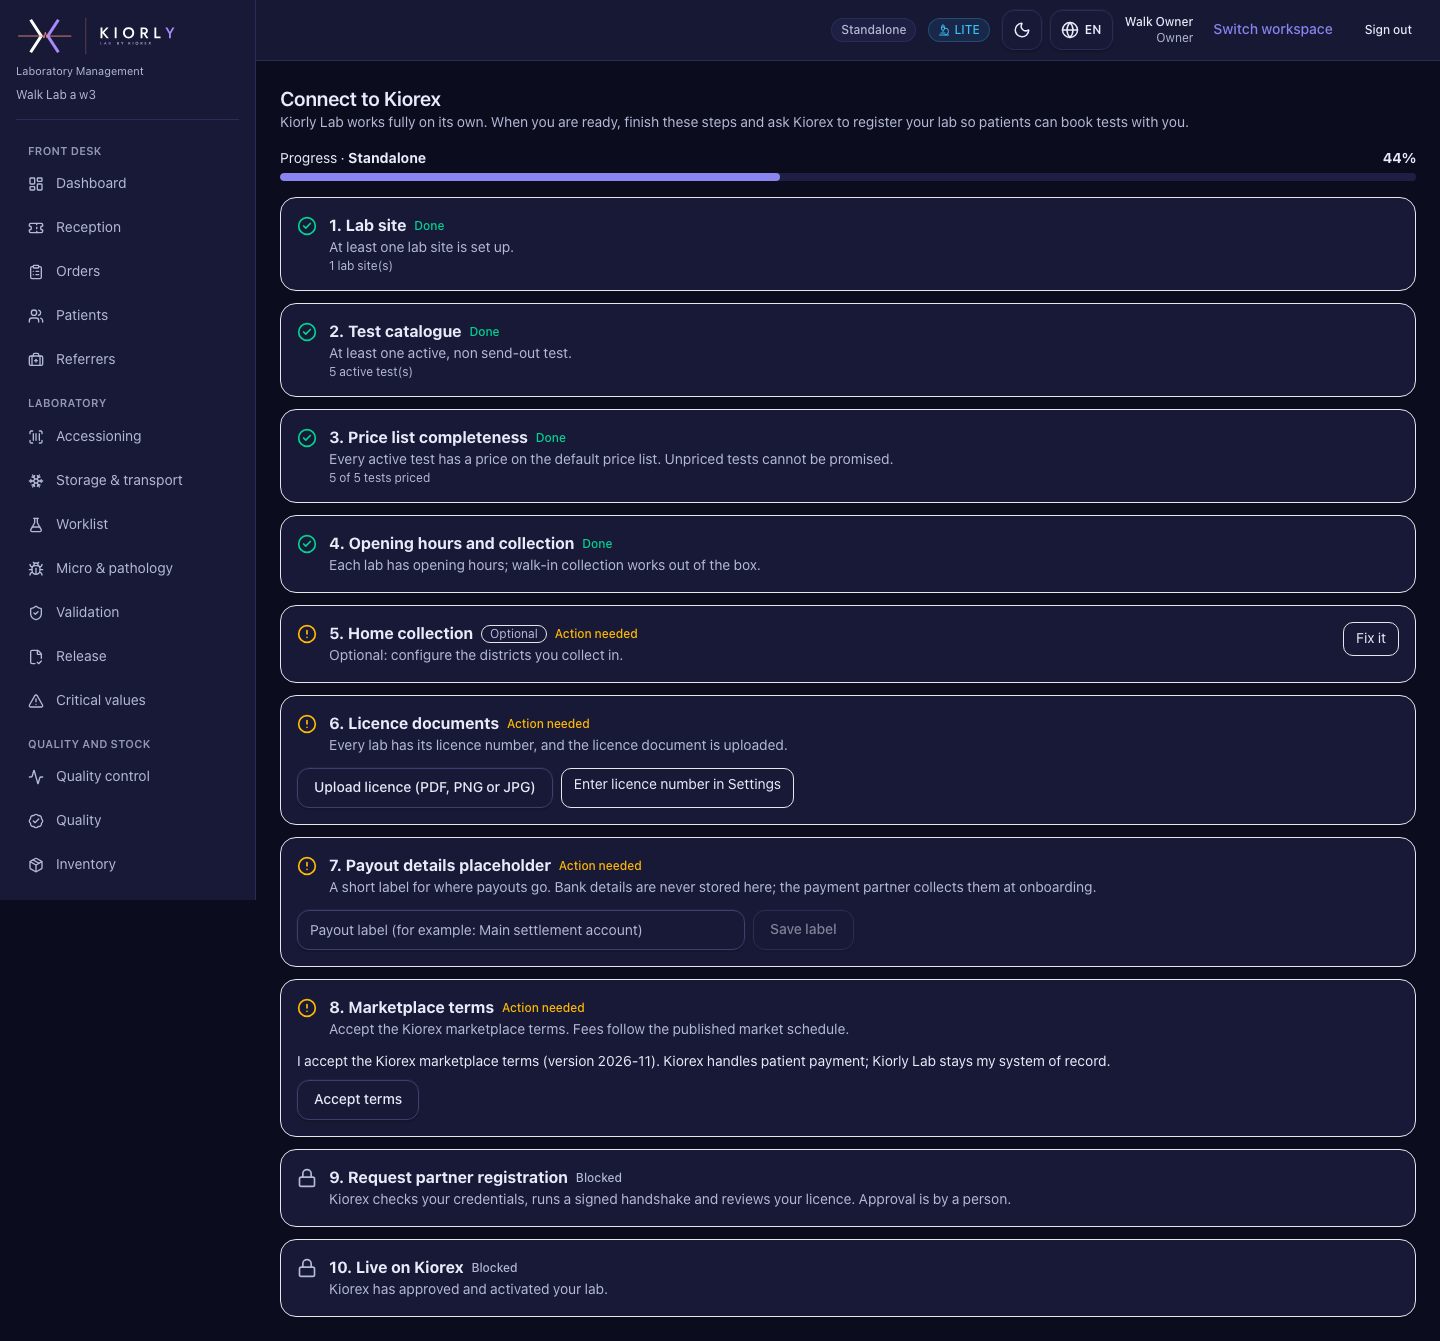 KIORLY
LAB BY KIOREX
Laboratory Management
Walk Lab a w3
FRONT DESK
Dashboard
Reception
Orders
Patients
Referrers
LABORATORY
Accessioning
Storage & transport
Worklist
Micro & pathology
Validation
Release
Critical values
QUALITY AND STOCK
Quality control
Quality
Inventory
Standalone
LITE
EN
Walk Owner
Owner
Switch workspace
Sign out
Connect to Kiorex
Kiorly Lab works fully on its own. When you are ready, finish these steps and ask Kiorex to register your lab so patients can book tests with you.
Progress · Standalone
44%
1. Lab site Done
At least one lab site is set up.
1 lab site(s)
2. Test catalogue Done
At least one active, non send-out test.
5 active test(s)
3. Price list completeness Done
Every active test has a price on the default price list. Unpriced tests cannot be promised.
5 of 5 tests priced
4. Opening hours and collection Done
Each lab has opening hours; walk-in collection works out of the box.
5. Home collection Optional Action needed
Optional: configure the districts you collect in.
Fix it
6. Licence documents Action needed
Every lab has its licence number, and the licence document is uploaded.
Upload licence (PDF, PNG or JPG)
Enter licence number in Settings
7. Payout details placeholder Action needed
A short label for where payouts go. Bank details are never stored here; the payment partner collects them at onboarding.
Payout label (for example: Main settlement account)
Save label
8. Marketplace terms Action needed
Accept the Kiorex marketplace terms. Fees follow the published market schedule.
I accept the Kiorex marketplace terms (version 2026-11). Kiorex handles patient payment; Kiorly Lab stays my system of record.
Accept terms
9. Request partner registration Blocked
Kiorex checks your credentials, runs a signed handshake and reviews your licence. Approval is by a person.
10. Live on Kiorex Blocked
Kiorex has approved and activated your lab.